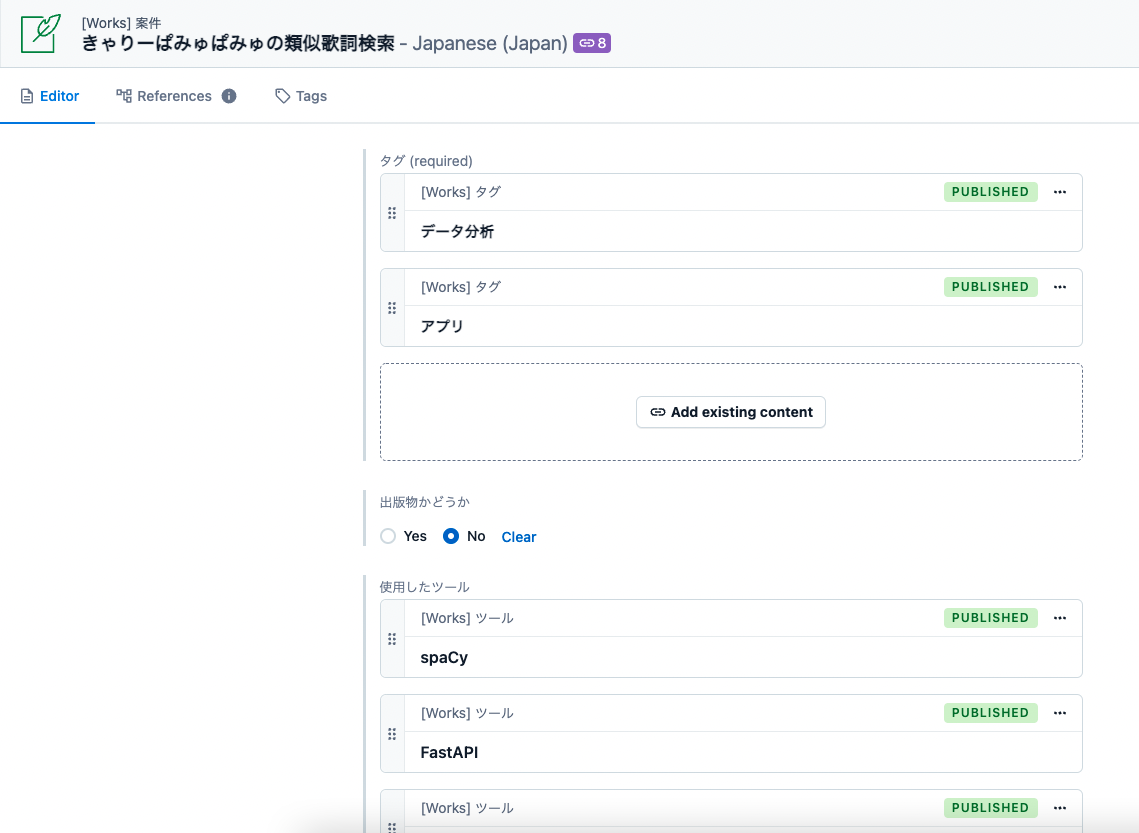 [Works] 案件
きゃりーぱみゅぱみゅの類似歌詞検索 - Japanese (Japan) 8
Editor References Tags
タグ (required)
[Works] タグ PUBLISHED
データ分析
[Works] タグ PUBLISHED
アプリ
Add existing content
出版物かどうか
Yes No Clear
使用したツール
[Works] ツール PUBLISHED
spaCy
[Works] ツール PUBLISHED
FastAPI
[Works] ツール PUBLISHED